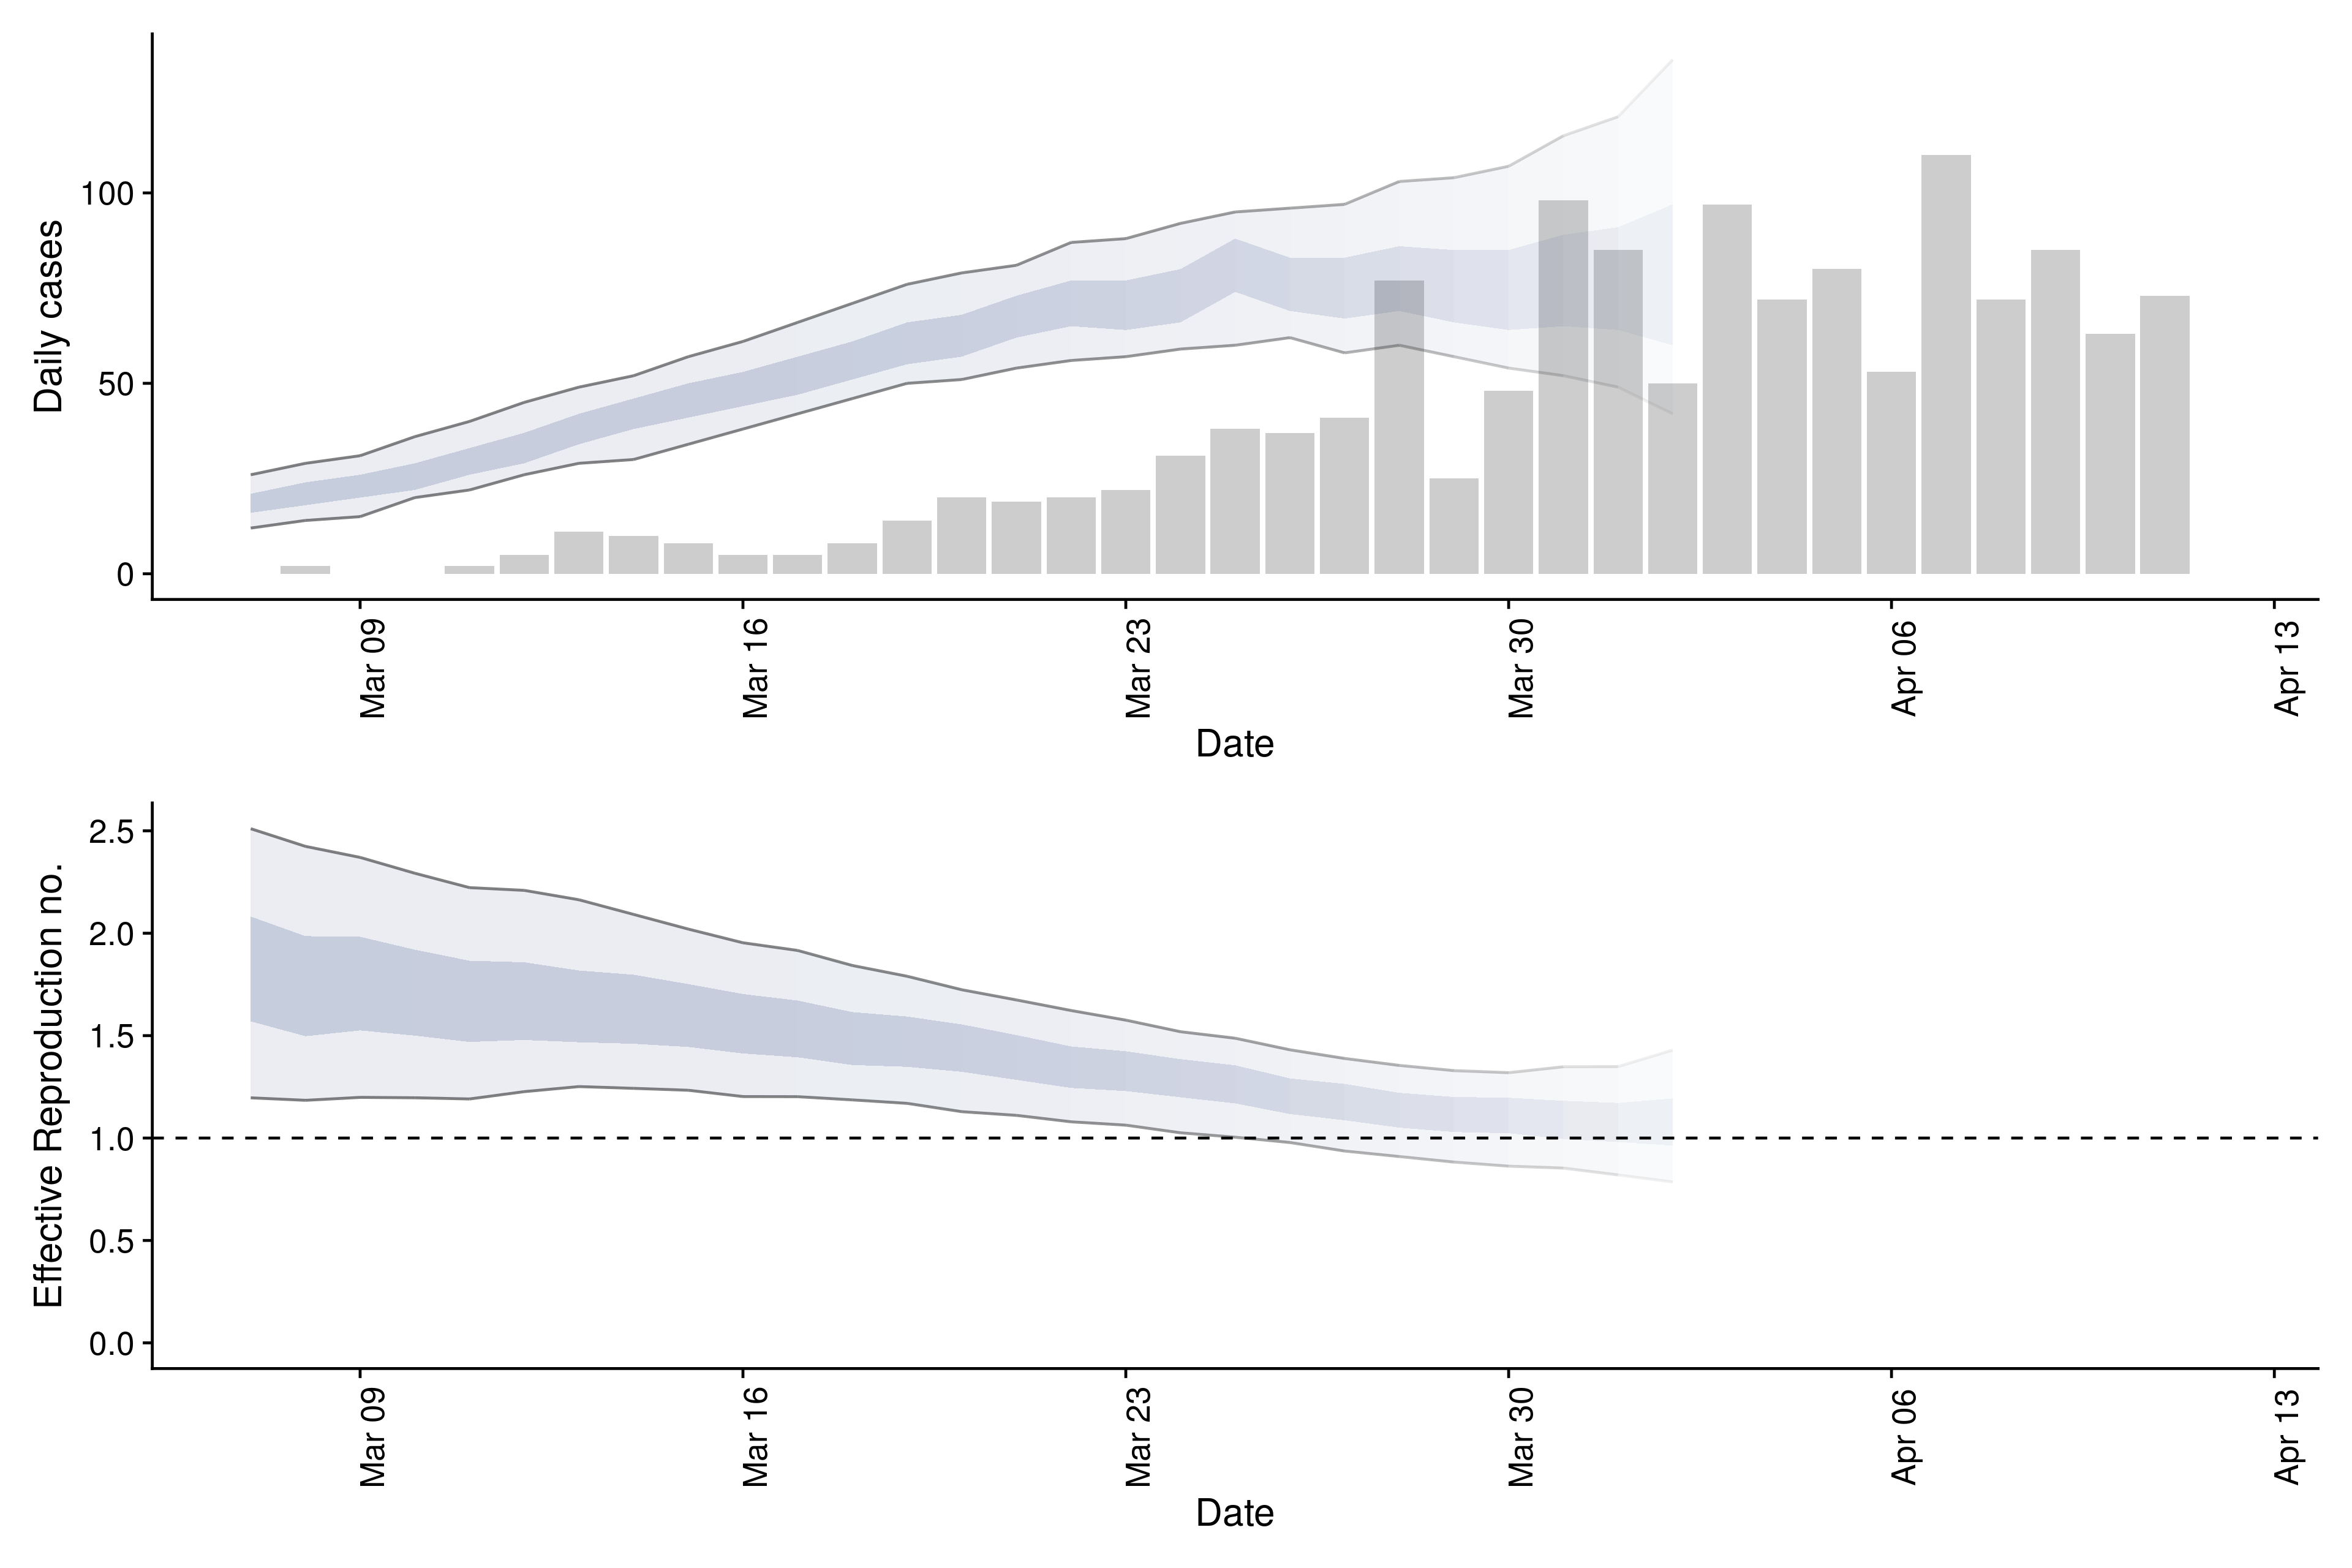 Daily cases
100
50
0
Mar 09
Mar 16
Mar 23
Mar 30
Apr 06
Apr 13
Date
Effective Reproduction no.
2.5
2.0
1.5
1.0
0.5
0.0
Mar 09
Mar 16
Mar 23
Mar 30
Apr 06
Apr 13
Date